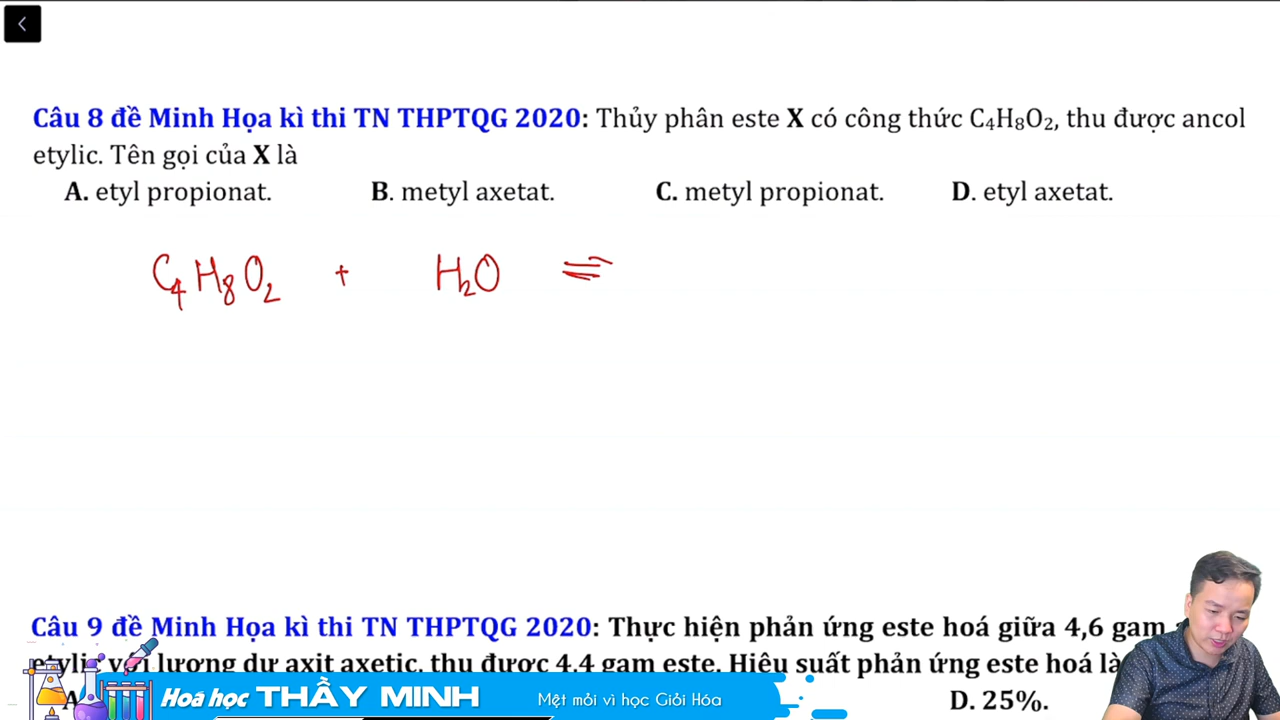 Câu 8 đề Minh Họa kì thi TN THPTQG 2020: Thủy phân este X có công thức C₄H₈O₂, thu được ancol
etylic. Tên gọi của X là
A. etyl propionat. B. metyl axetat. C. metyl propionat. D. etyl axetat.
C₄H₈O₂ + H₂O ⇌
Câu 9 đề Minh Họa kì thi TN THPTQG 2020: Thực hiện phản ứng este hoá giữa 4,6 gam
etylic với lượng dư axit axetic, thu được 4,4 gam este. Hiệu suất phản ứng este hoá là
A D. 25%.
Hoá học THẦY MINH Mệt mỏi vì học Giỏi Hóa